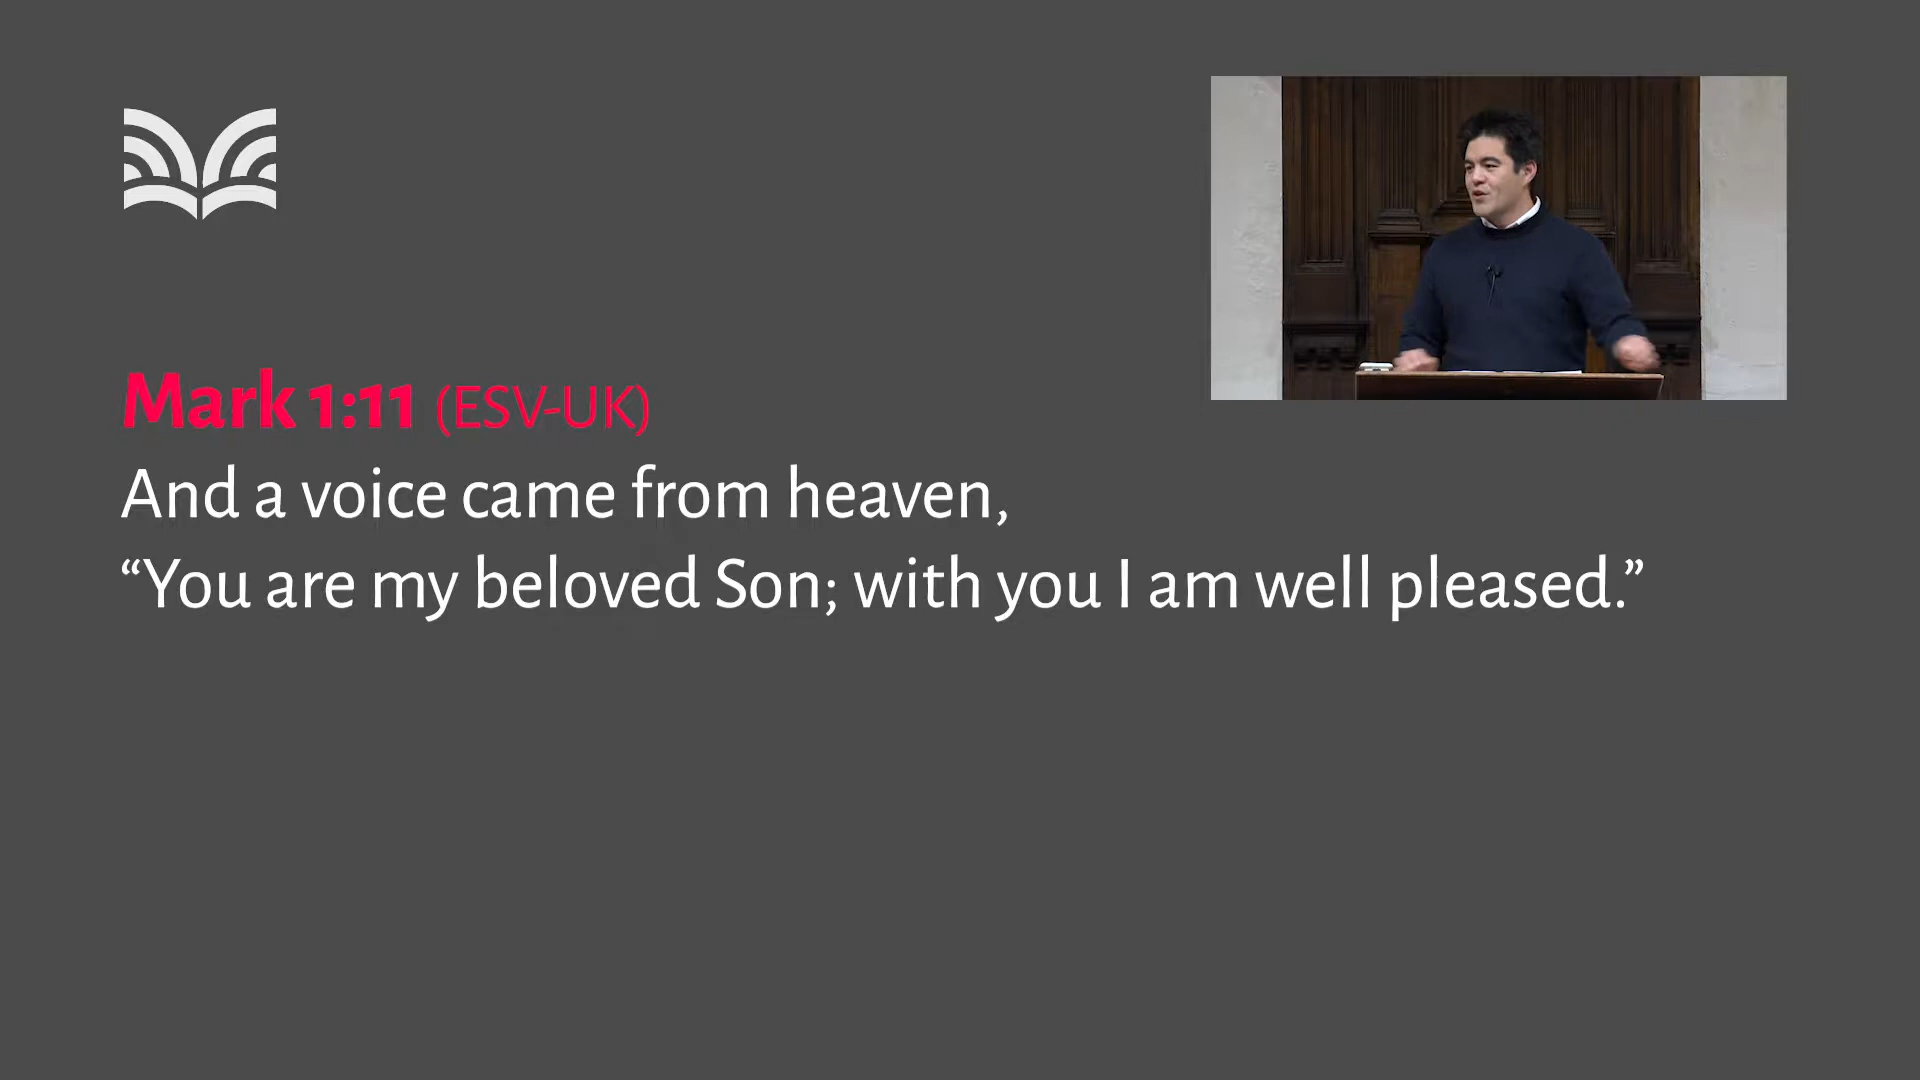 Mark 1:11 (ESV-UK)
And a voice came from heaven,
“You are my beloved Son; with you I am well pleased.”